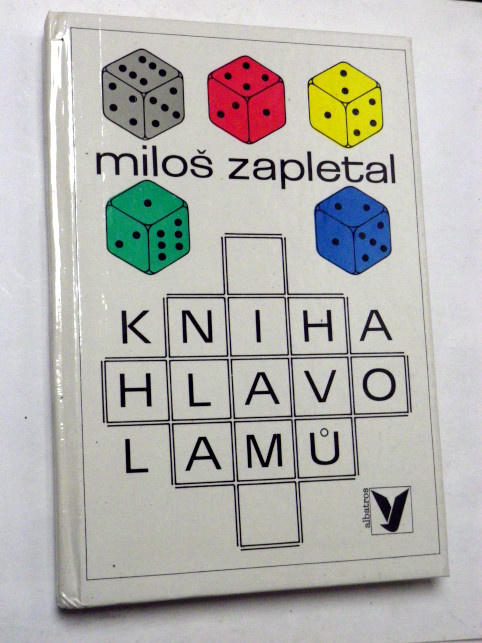 miloš zapletal
KNIHA
HLAVO
LAMŮ
albatros